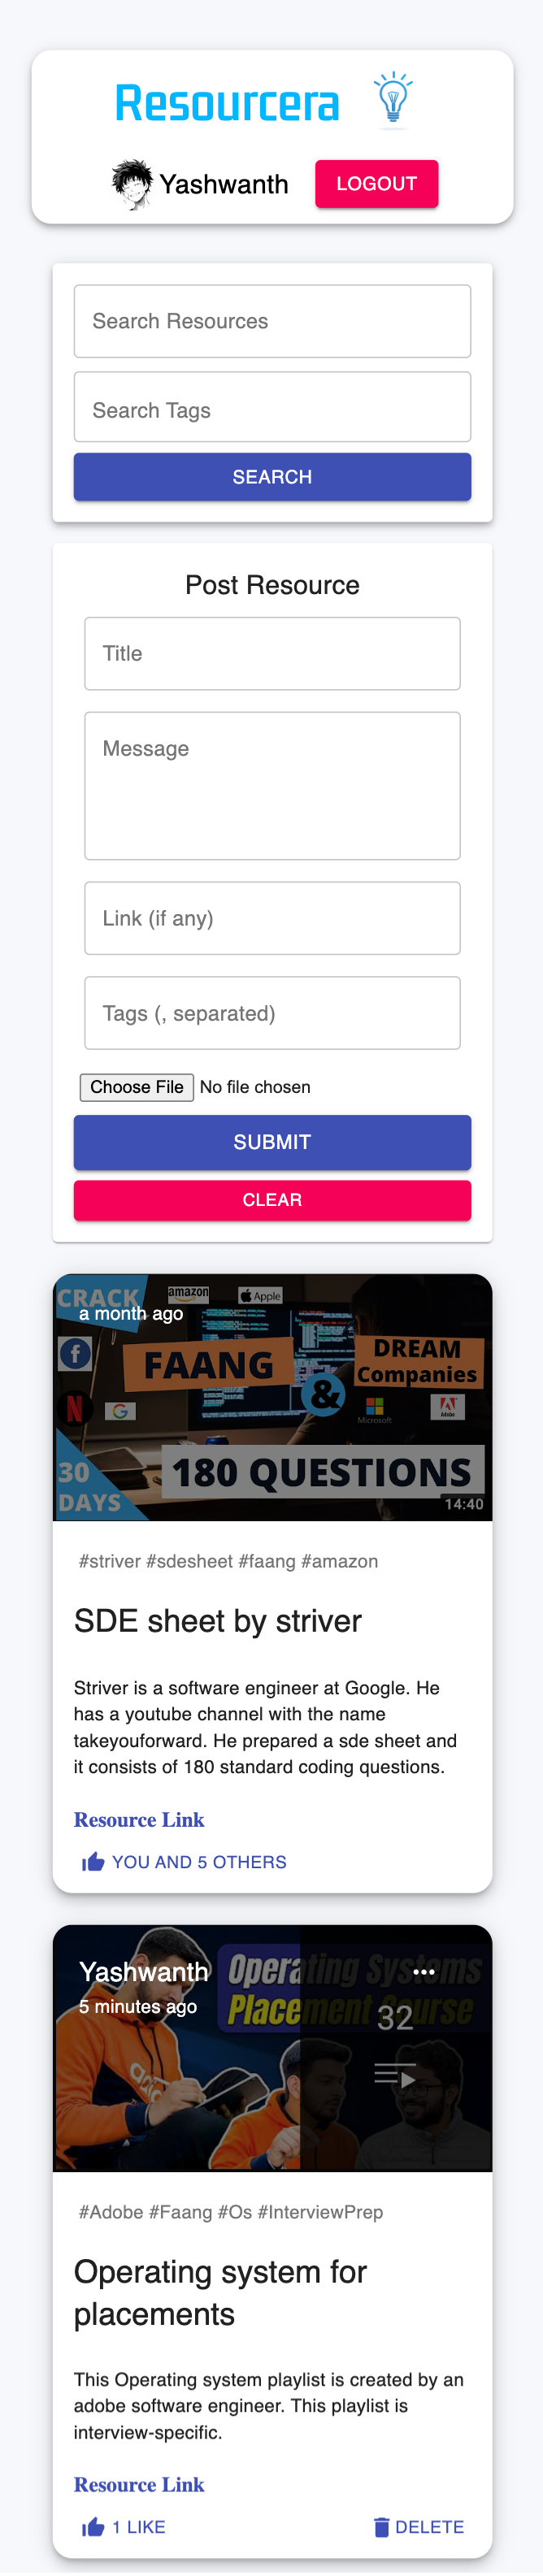 Resourcera
Yashwanth
LOGOUT
Search Resources
Search Tags
SEARCH
Post Resource
Title
Message
Link (if any)
Tags (, separated)
Choose File No file chosen
SUBMIT
CLEAR
CRACK
amazon
Apple
a month ago
f
FAANG
DREAM
Companies
&
N
G
Microsoft
Adobe
30
DAYS
180 QUESTIONS
14:40
#striver #sdesheet #faang #amazon
SDE sheet by striver
Striver is a software engineer at Google. He
has a youtube channel with the name
takeyouforward. He prepared a sde sheet and
it consists of 180 standard coding questions.
Resource Link
YOU AND 5 OTHERS
Yashwanth
Operating Systems
5 minutes ago
Placement Course
32
#Adobe #Faang #Os #InterviewPrep
Operating system for
placements
This Operating system playlist is created by an
adobe software engineer. This playlist is
interview-specific.
Resource Link
1 LIKE
DELETE